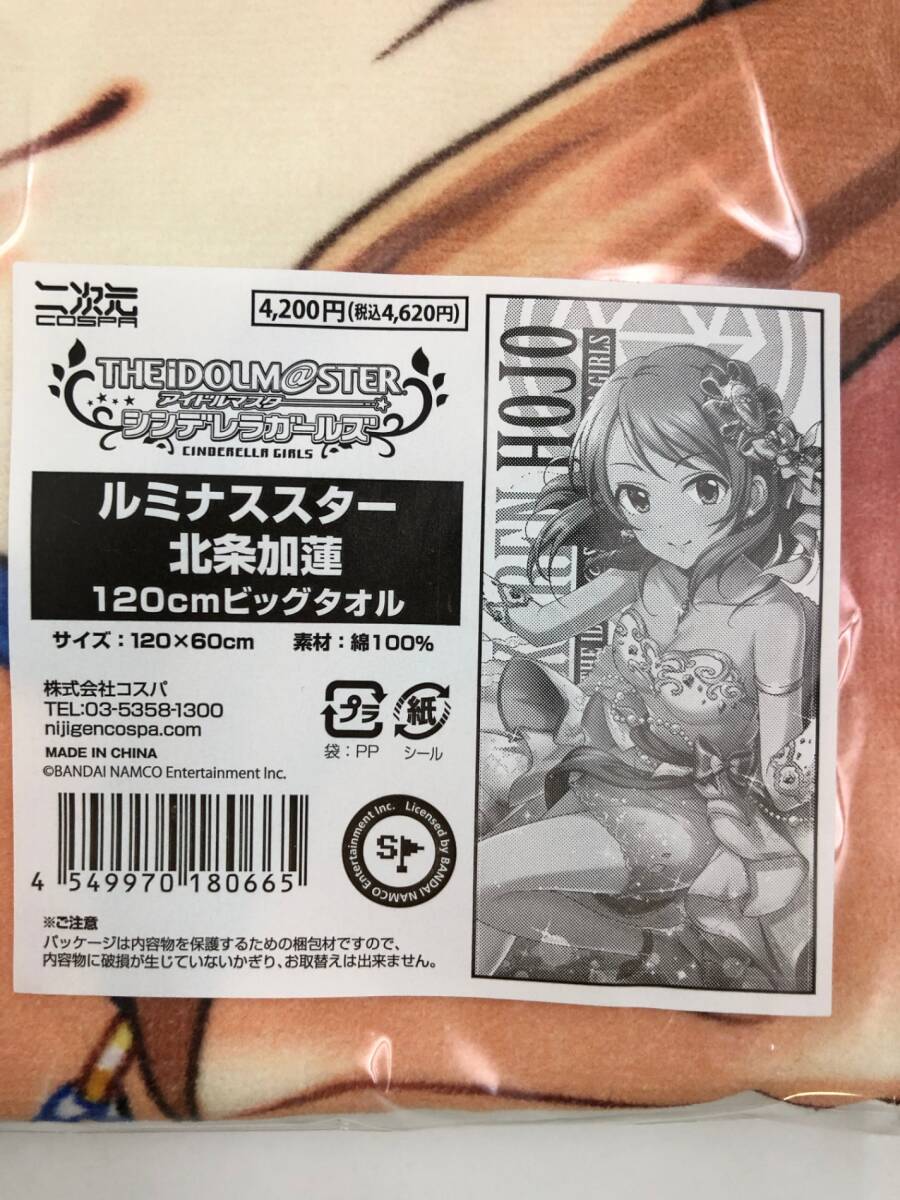 二次元
COSPA
4,200円(税込4,620円)
THE iDOLM@STER
アイドルマスター
シンデレラガールズ
CINDERELLA GIRLS
ルミナススター
北条加蓮
120cmビッグタオル
サイズ：120×60cm 素材：綿100%
株式会社コスパ
TEL:03-5358-1300
nijigencospa.com
MADE IN CHINA
©BANDAI NAMCO Entertainment Inc.
プラ
袋：PP
紙
シール
4 549970 180665
Licensed by BANDAI NAMCO Entertainment Inc.
※ご注意
パッケージは内容物を保護するための梱包材ですので、
内容物に破損が生じていないかぎり、お取替えは出来ません。
HOJO
GIRLS